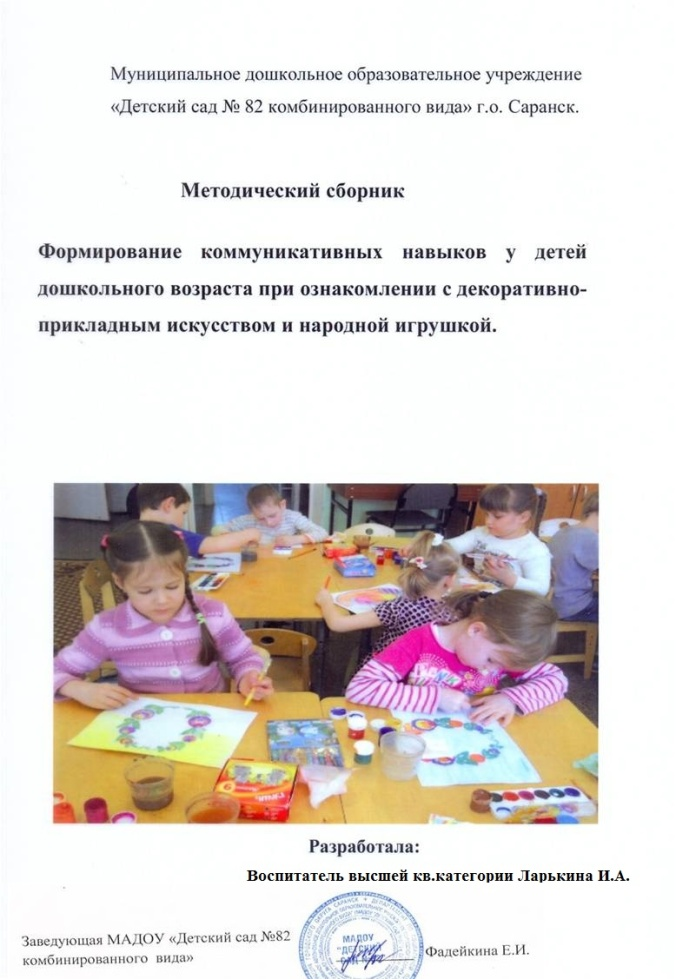 Муниципальное дошкольное образовательное учреждение
«Детский сад № 82 комбинированного вида» г.о. Саранск.
Методический сборник
Формирование коммуникативных навыков у детей
дошкольного возраста при ознакомлении с декоративно-
прикладным искусством и народной игрушкой.
Разработала:
Воспитатель высшей кв.категории Ларькина И.А.
Заведующая МАДОУ «Детский сад №82
комбинированного вида»
МАДОУ
"ДЕТСКИЙ
Фадейкина Е.И.